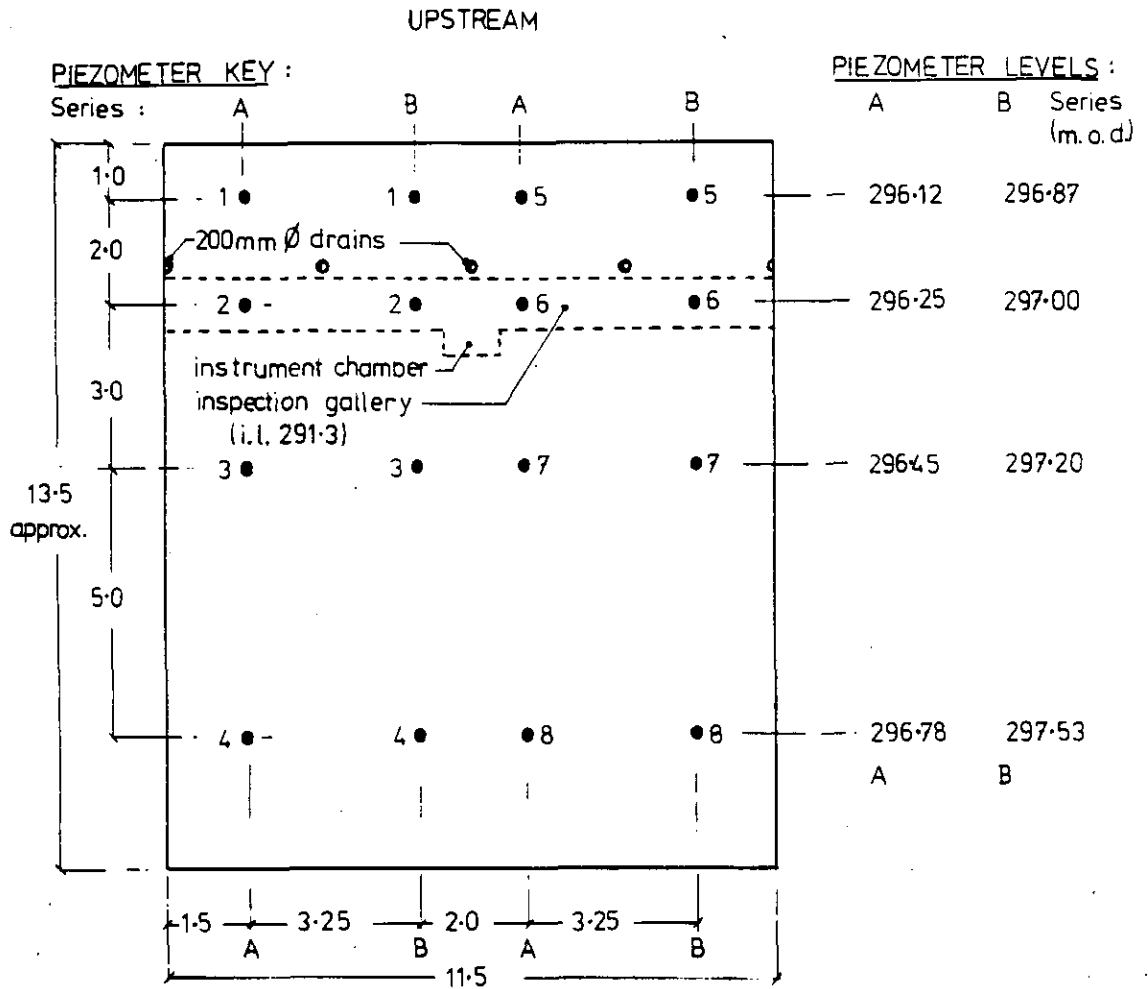 UPSTREAM
PIEZOMETER KEY :
PIEZOMETER LEVELS :
Series : A B A B
A B Series
(m.o.d.)
1·0
1 1 5 5
296·12 296·87
200mm Ø drains
2·0
2 2 6 6
296·25 297·00
instrument chamber
inspection gallery
(i.l. 291·3)
3·0
3 3 7 7
296·45 297·20
13·5
approx.
5·0
4 4 8 8
296·78 297·53
A B
1·5 3·25 2·0 3·25
A B A B
11·5